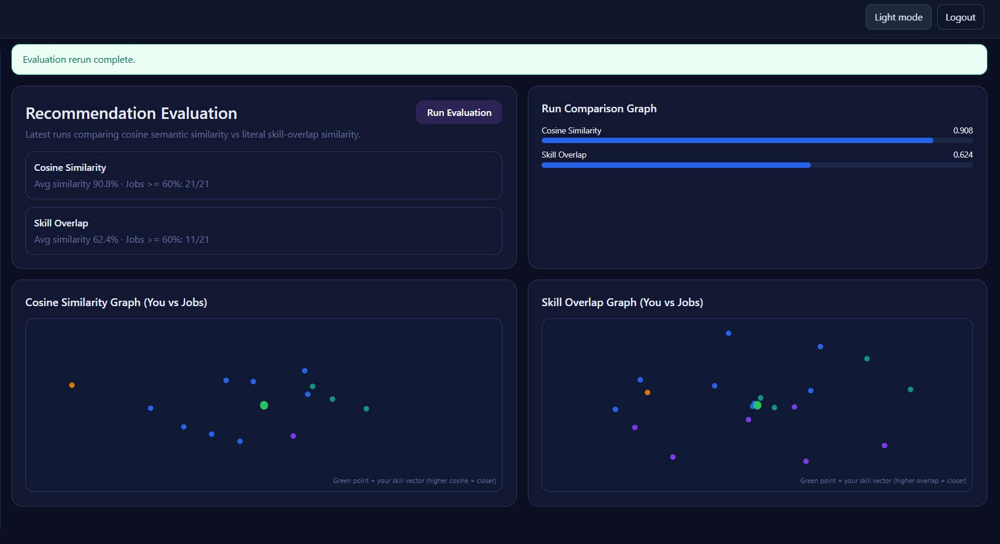 Light mode
Logout
Evaluation rerun complete.
Recommendation Evaluation
Run Evaluation
Latest runs comparing cosine semantic similarity vs literal skill-overlap similarity.
Cosine Similarity
Avg similarity 90.8% · Jobs >= 60%: 21/21
Skill Overlap
Avg similarity 62.4% · Jobs >= 60%: 11/21
Run Comparison Graph
Cosine Similarity 0.908
Skill Overlap 0.624
Cosine Similarity Graph (You vs Jobs)
Green point = your skill vector (higher cosine = closer)
Skill Overlap Graph (You vs Jobs)
Green point = your skill vector (higher overlap = closer)